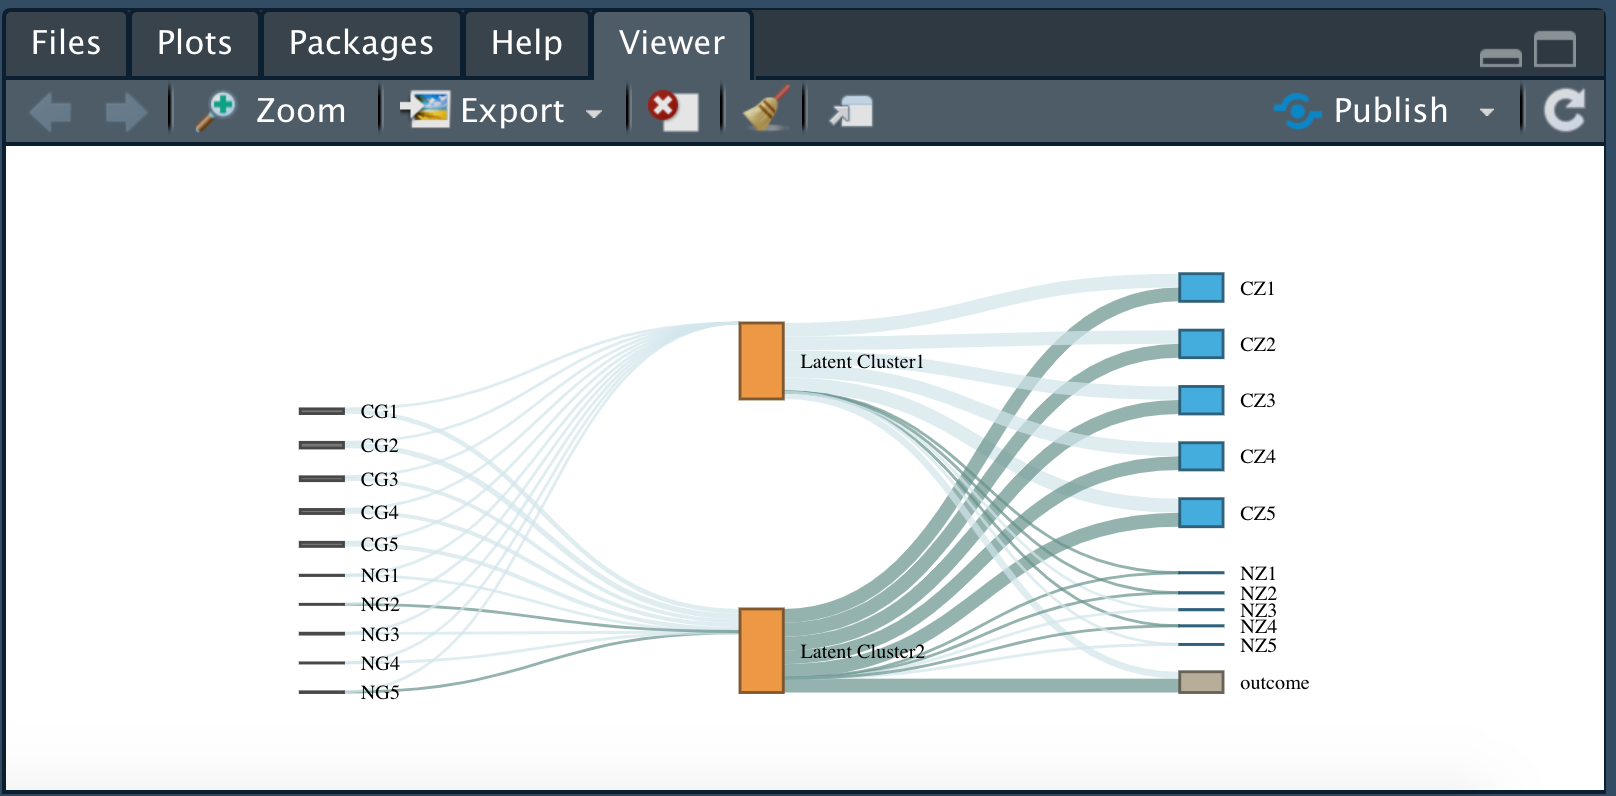 Files Plots Packages Help Viewer
Zoom Export Publish
CG1
CG2
CG3
CG4
CG5
NG1
NG2
NG3
NG4
NG5
Latent Cluster1
Latent Cluster2
CZ1
CZ2
CZ3
CZ4
CZ5
NZ1
NZ2
NZ3
NZ4
NZ5
outcome